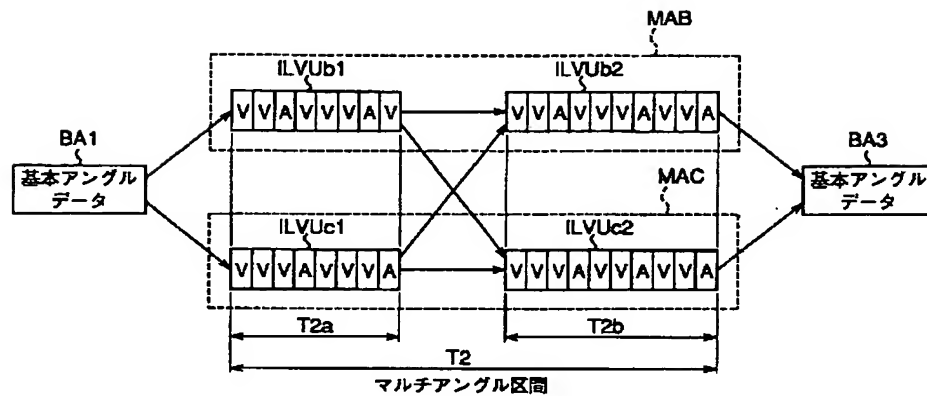 MAB
ILVUb1
ILVUb2
V V A V V V A V
V V A V V V A V V A
BA1
基本アングル
データ
BA3
基本アングル
データ
MAC
ILVUc1
ILVUc2
V V V A V V V A
V V V A V V A V V A
T2a
T2b
T2
マルチアングル区間